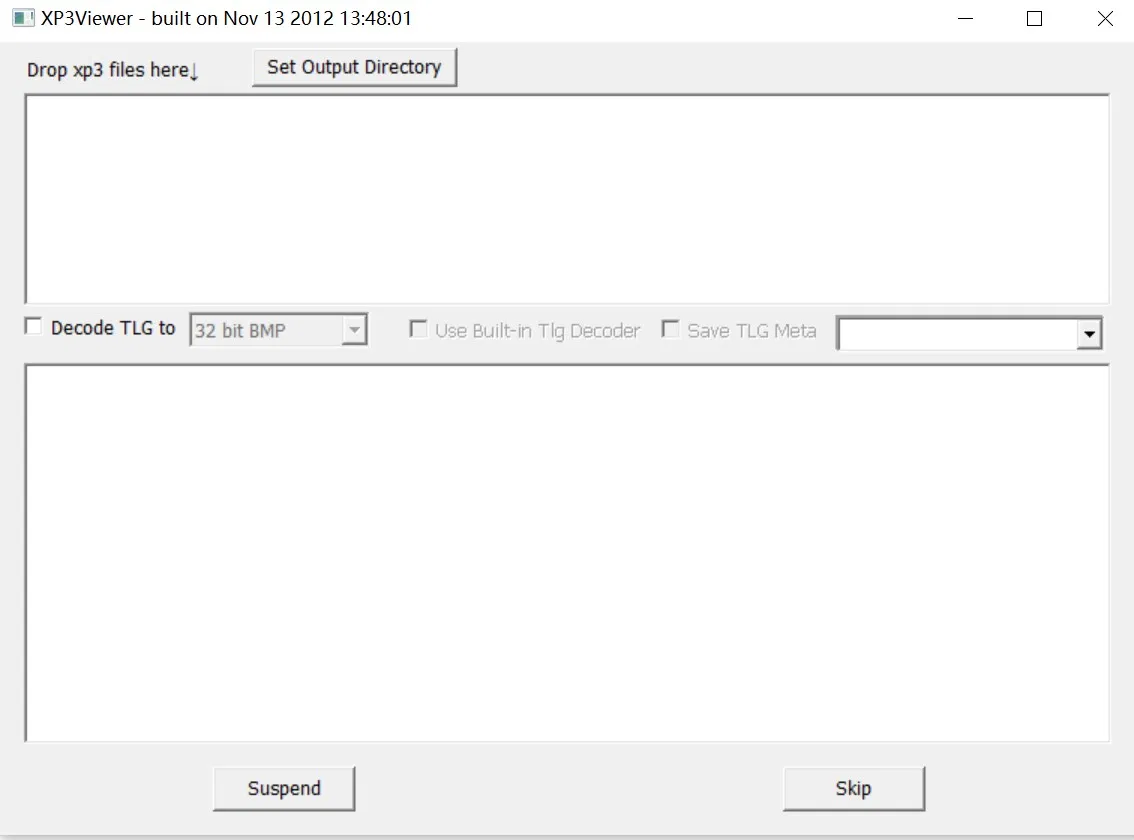 XP3Viewer - built on Nov 13 2012 13:48:01
Drop xp3 files here↓ Set Output Directory
Decode TLG to 32 bit BMP Use Built-in Tlg Decoder Save TLG Meta
Suspend Skip